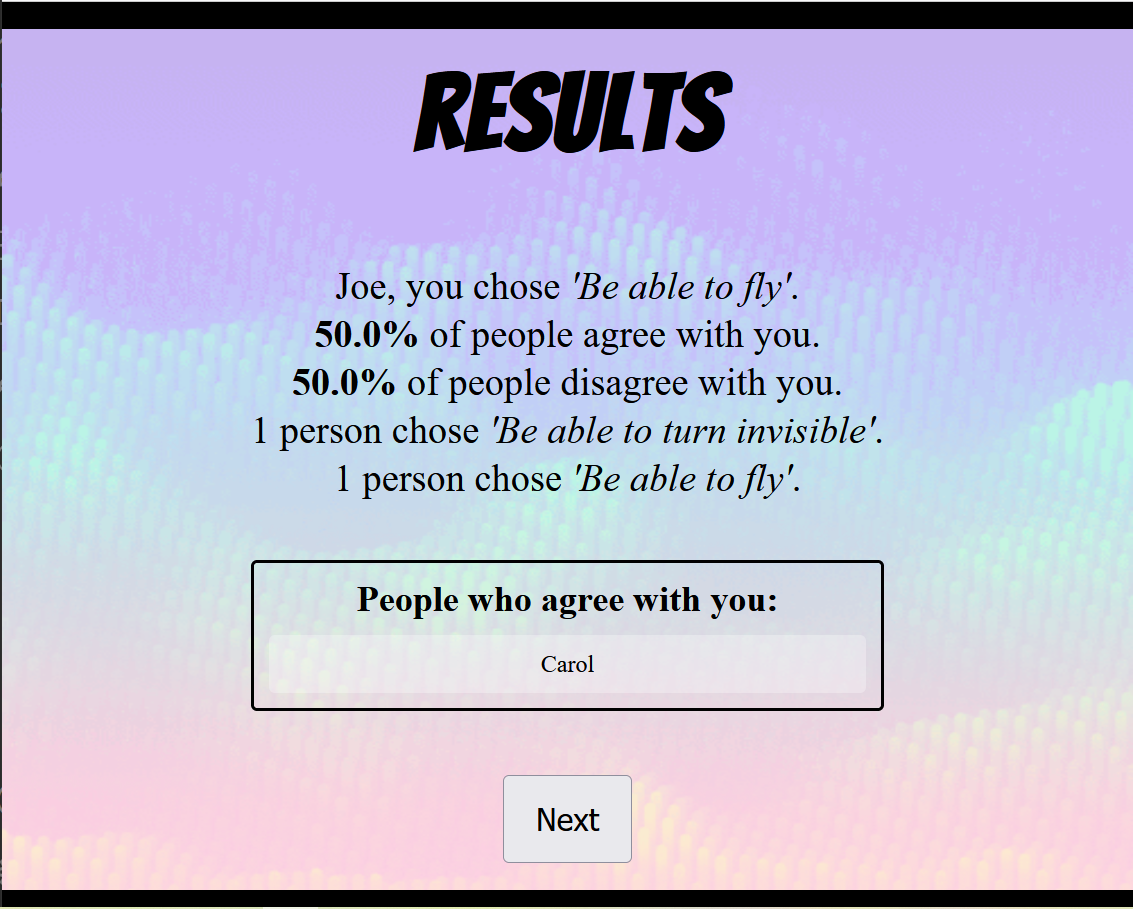 RESULTS
Joe, you chose 'Be able to fly'.
50.0% of people agree with you.
50.0% of people disagree with you.
1 person chose 'Be able to turn invisible'.
1 person chose 'Be able to fly'.
People who agree with you:
Carol
Next